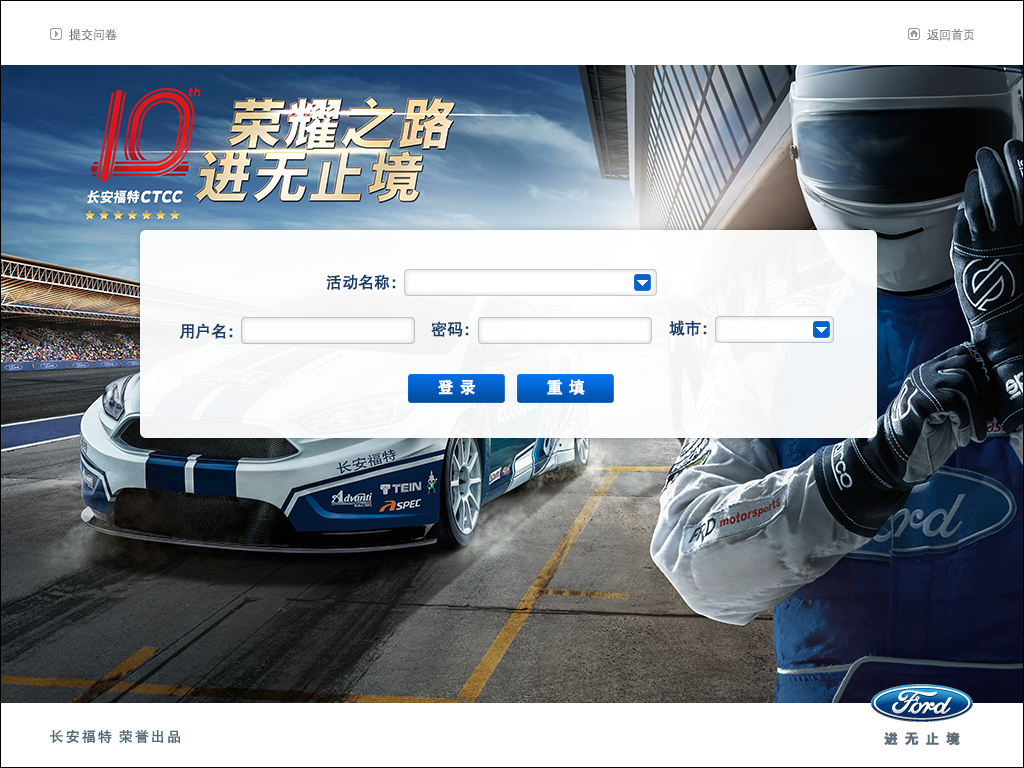 提交问卷
返回首页
10th
荣耀之路
进无止境
长安福特CTCC
活动名称：
用户名：
密码：
城市：
登 录
重 填
长安福特
Advanti
RACING
TEIN
SPEC
motorsports
Ford
长安福特 荣誉出品
Ford
进无止境